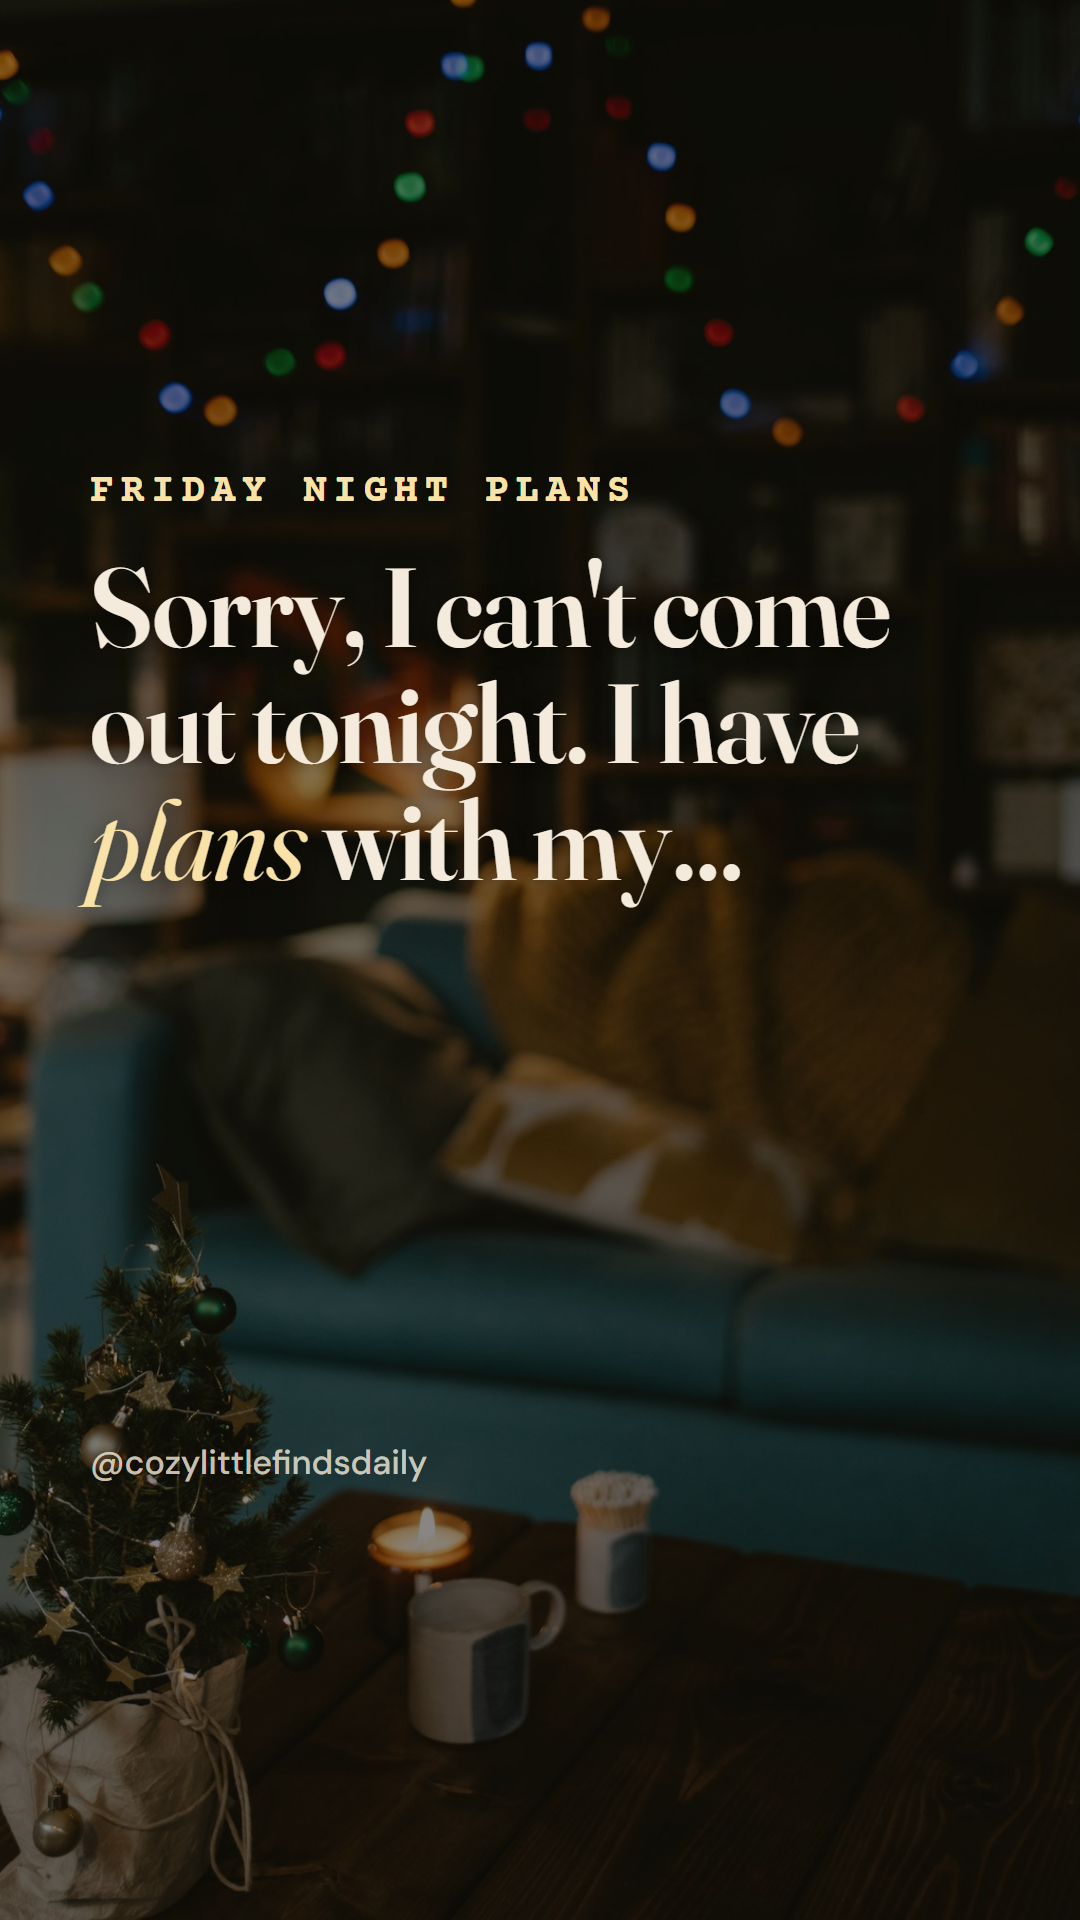 FRIDAY NIGHT PLANS
Sorry, I can't come
out tonight. I have
plans with my...
@cozylittlefindsdaily